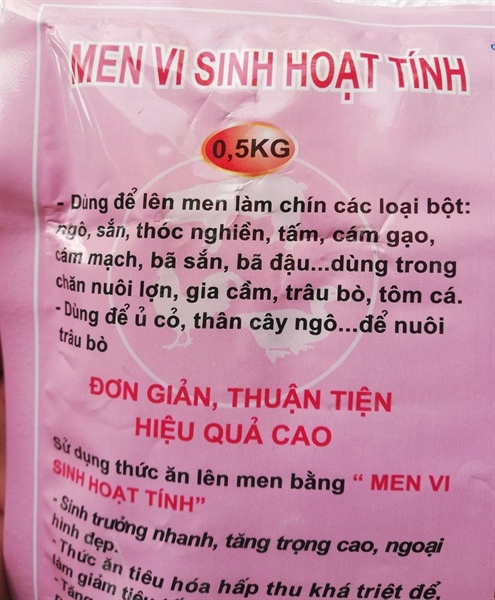 MEN VI SINH HOẠT TÍNH
0,5KG
- Dùng để lên men làm chín các loại bột:
ngô, sắn, thóc nghiền, tấm, cám gạo,
cám mạch, bã sắn, bã đậu...dùng trong
chăn nuôi lợn, gia cầm, trâu bò, tôm cá.
- Dùng để ủ cỏ, thân cây ngô...để nuôi
trâu bò
ĐƠN GIẢN, THUẬN TIỆN
HIỆU QUẢ CAO
Sử dụng thức ăn lên men bằng “ MEN VI
SINH HOẠT TÍNH”
- Sinh trưởng nhanh, tăng trọng cao, ngoại
hình đẹp.
- Thức ăn tiêu hóa hấp thu khá triệt để,
làm giảm tiêu
- Tăng